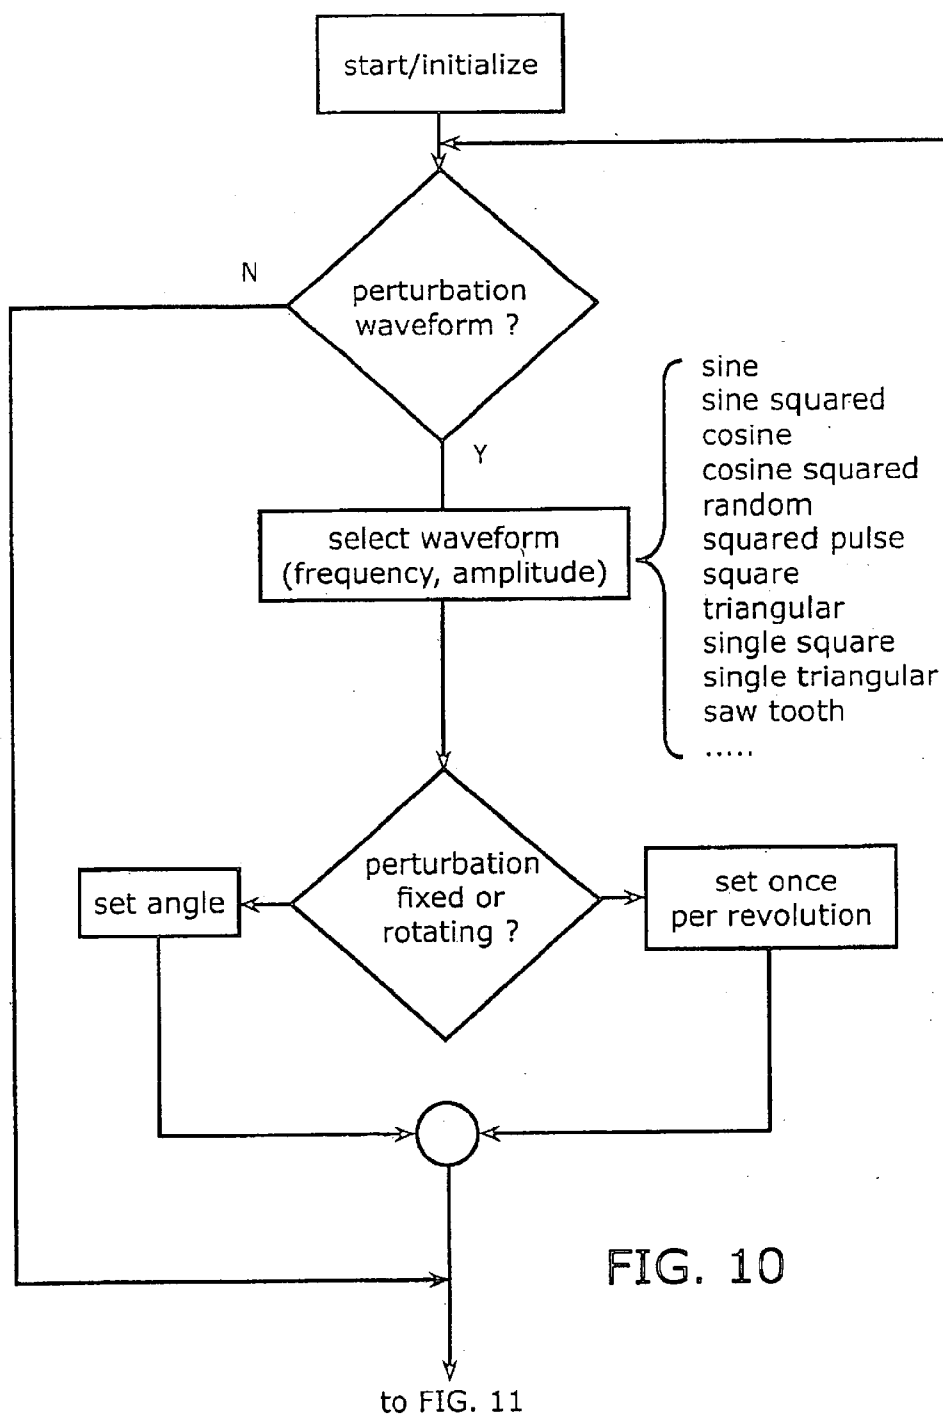 start/initialize
N
perturbation
waveform ?
Y
select waveform
(frequency, amplitude)
sine
sine squared
cosine
cosine squared
random
squared pulse
square
triangular
single square
single triangular
saw tooth
.....
perturbation
fixed or
rotating ?
set angle
set once
per revolution
FIG. 10
to FIG. 11